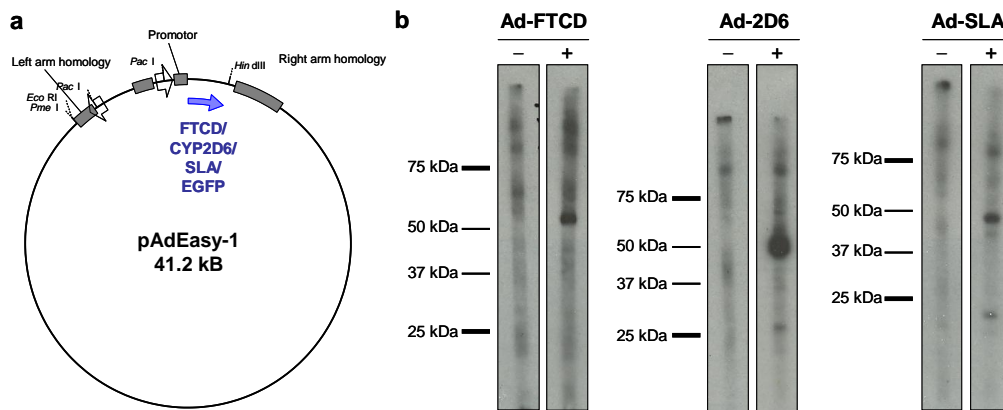 a
Promotor
Pac I
Hin dIII
Right arm homology
Left arm homology
Pac I
Eco RI
Pme I
FTCD/
CYP2D6/
SLA/
EGFP
pAdEasy-1
41.2 kB
b
Ad-FTCD
– +
75 kDa
50 kDa
37 kDa
25 kDa
Ad-2D6
– +
75 kDa
50 kDa
37 kDa
25 kDa
Ad-SLA
– +
75 kDa
50 kDa
37 kDa
25 kDa